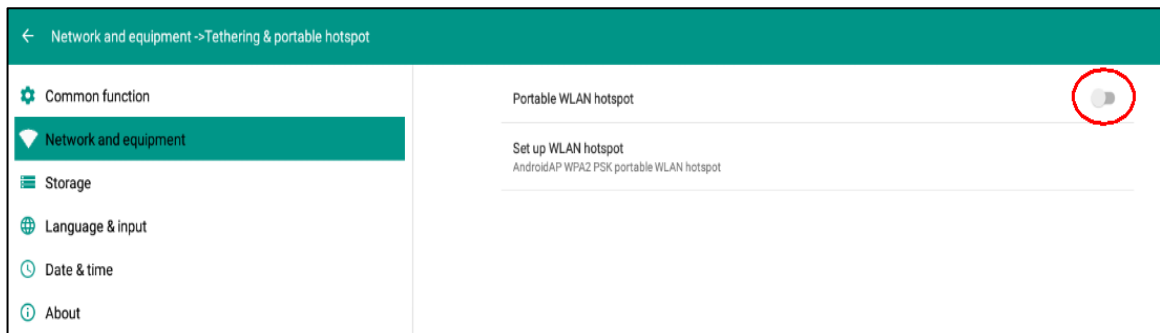 Network and equipment ->Tethering & portable hotspot
Common function
Network and equipment
Storage
Language & input
Date & time
About
Portable WLAN hotspot
Set up WLAN hotspot
AndroidAP WPA2 PSK portable WLAN hotspot